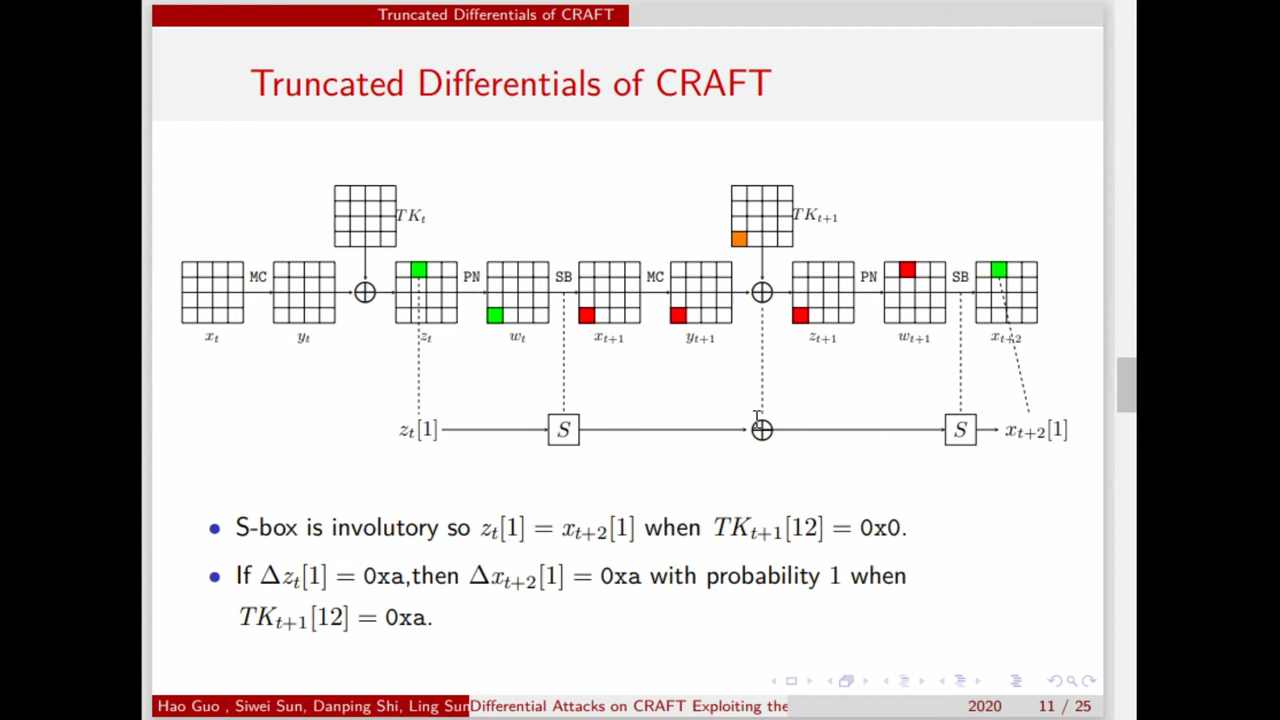 Truncated Differentials of CRAFT
Truncated Differentials of CRAFT
TK_t
TK_{t+1}
MC PN SB MC PN SB
x_t y_t z_t w_t x_{t+1} y_{t+1} z_{t+1} w_{t+1} x_{t+2}
z_t[1] S S x_{t+2}[1]
• S-box is involutory so z_t[1] = x_{t+2}[1] when TK_{t+1}[12] = 0x0.
• If Δz_t[1] = 0xa,then Δx_{t+2}[1] = 0xa with probability 1 when
TK_{t+1}[12] = 0xa.
Hao Guo , Siwei Sun, Danping Shi, Ling Sun Differential Attacks on CRAFT Exploiting the 2020 11 / 25